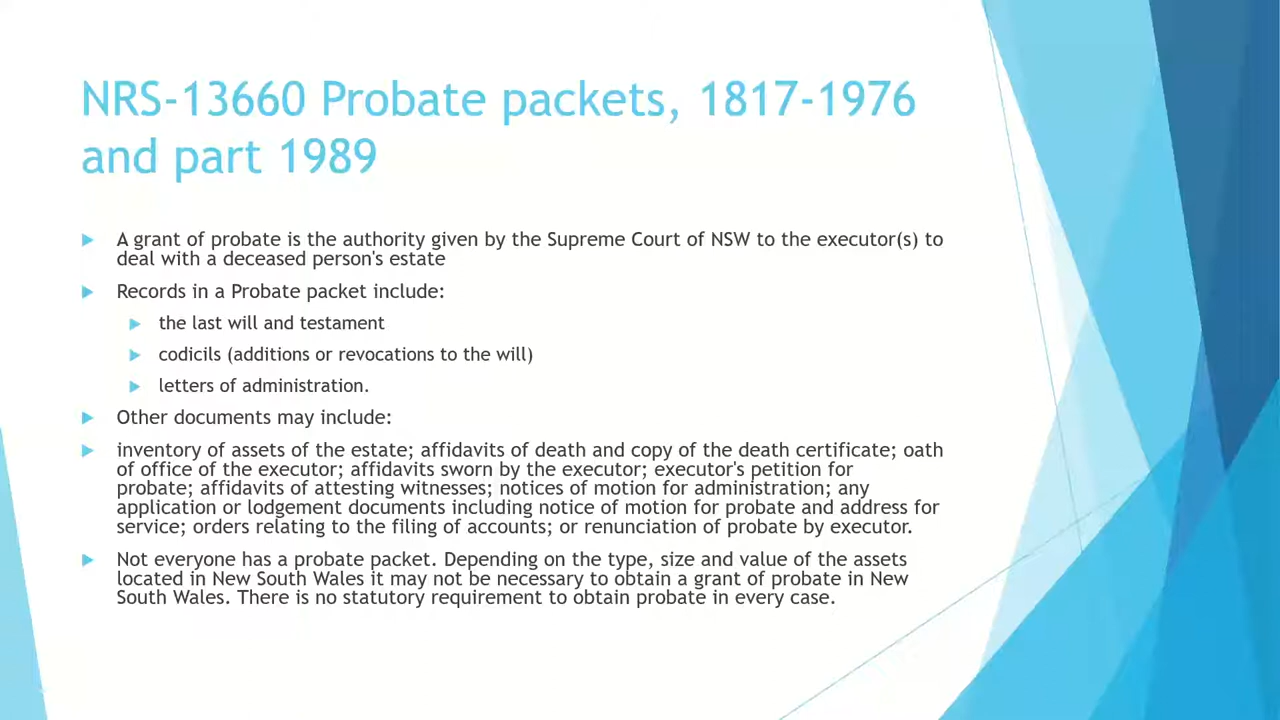 NRS-13660 Probate packets, 1817-1976
and part 1989
A grant of probate is the authority given by the Supreme Court of NSW to the executor(s) to
deal with a deceased person's estate
Records in a Probate packet include:
the last will and testament
codicils (additions or revocations to the will)
letters of administration.
Other documents may include:
inventory of assets of the estate; affidavits of death and copy of the death certificate; oath
of office of the executor; affidavits sworn by the executor; executor's petition for
probate; affidavits of attesting witnesses; notices of motion for administration; any
application or lodgement documents including notice of motion for probate and address for
service; orders relating to the filing of accounts; or renunciation of probate by executor.
Not everyone has a probate packet. Depending on the type, size and value of the assets
located in New South Wales it may not be necessary to obtain a grant of probate in New
South Wales. There is no statutory requirement to obtain probate in every case.